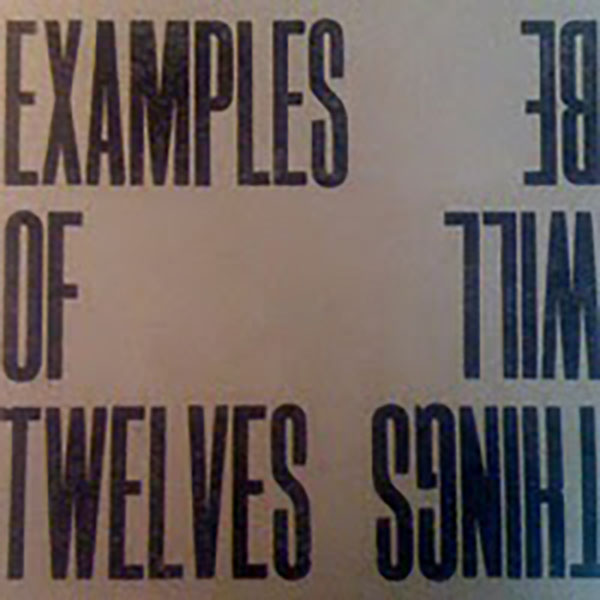 EXAMPLES
OF
TWELVES
THINGS
WILL
BE